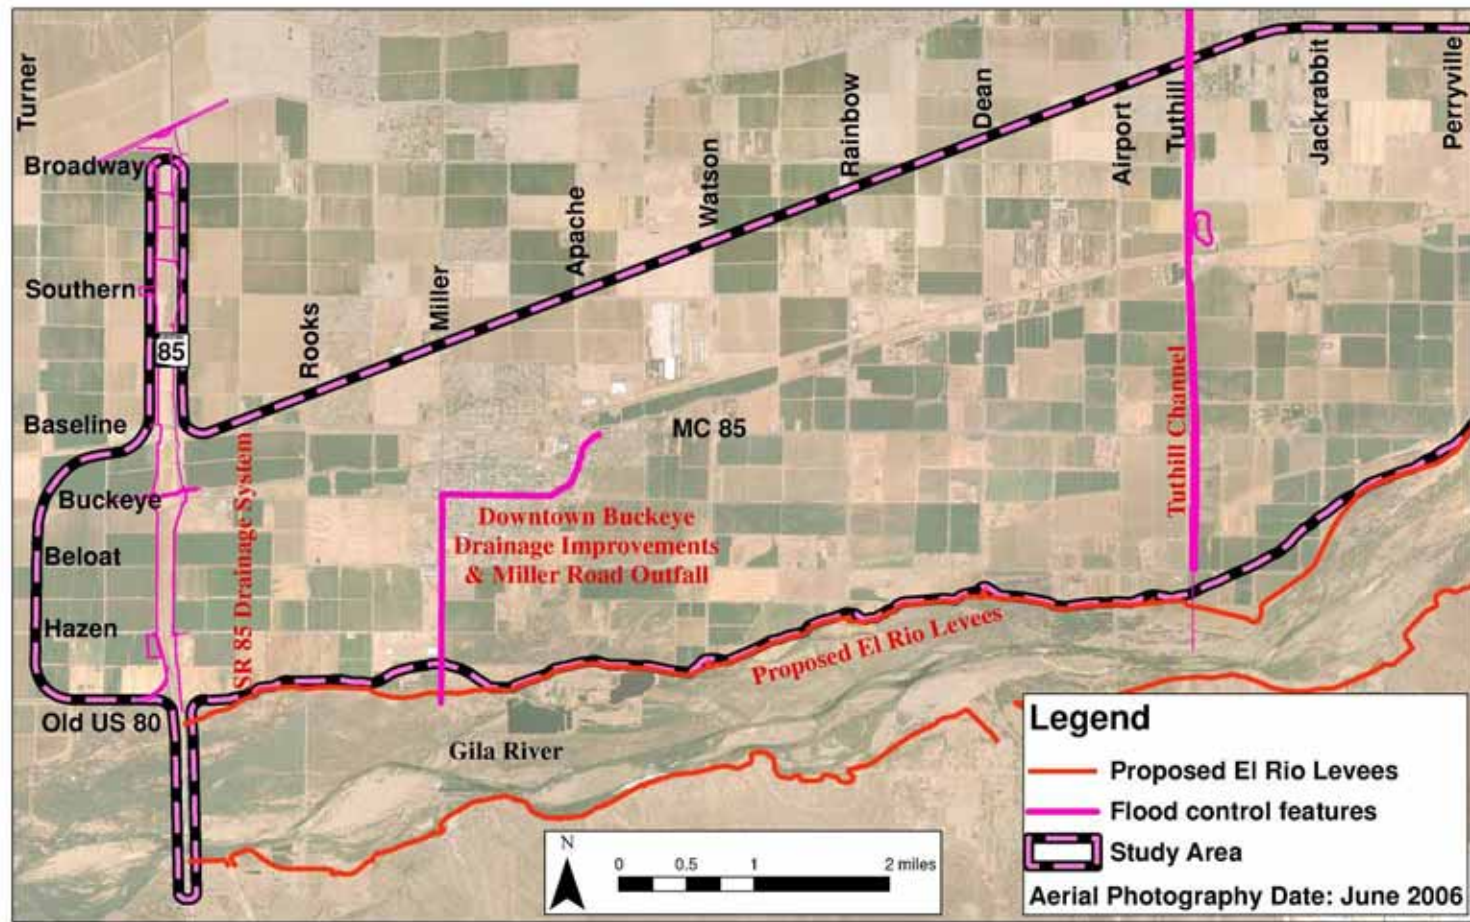 Turner
Broadway
Southern
85
Baseline
Buckeye
Beloat
Hazen
Old US 80
SR 85 Drainage System
Rooks
Miller
Apache
Watson
Rainbow
Dean
Airport
Tuthill
Jackrabbit
Perryville
MC 85
Tuthill Channel
Downtown Buckeye
Drainage Improvements
& Miller Road Outfall
Proposed El Rio Levees
Gila River
N
0 0.5 1 2 miles
Legend
Proposed El Rio Levees
Flood control features
Study Area
Aerial Photography Date: June 2006